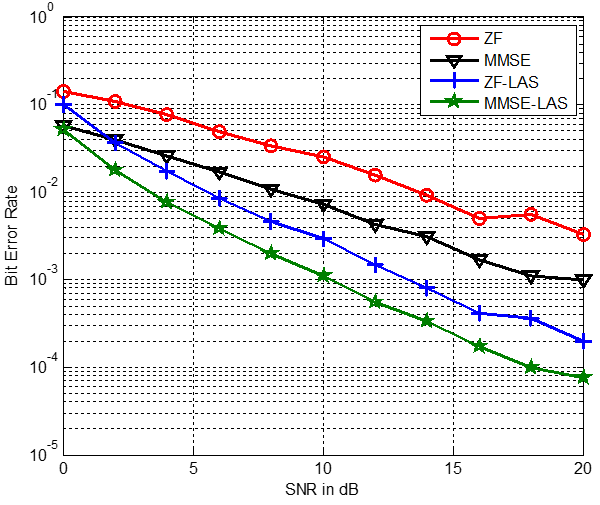 10^0
10^-1
10^-2
10^-3
10^-4
10^-5
Bit Error Rate
0
5
10
15
20
SNR in dB
ZF
MMSE
ZF-LAS
MMSE-LAS